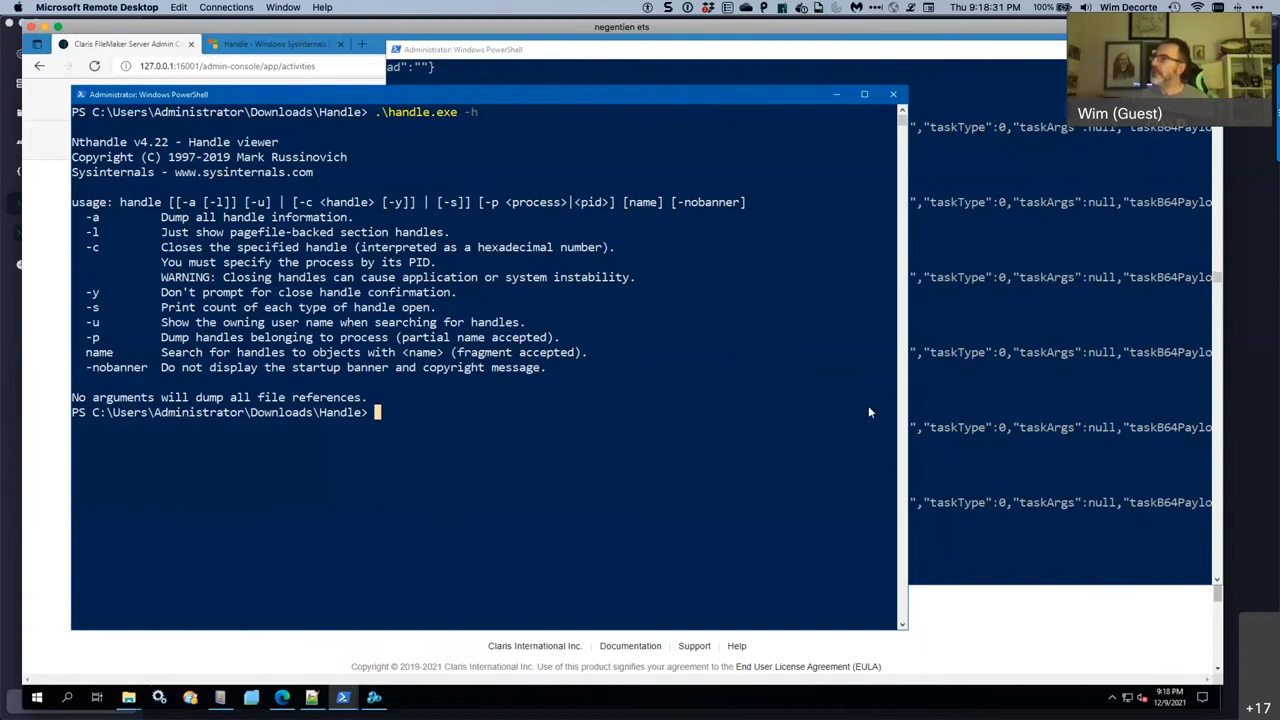 Microsoft Remote Desktop Edit Connections Window Help
100% Thu 9:18:31 PM Wim Decorte
negentien ets
Claris FileMaker Server Admin C
Handle - Windows Sysinternals
Administrator: Windows PowerShell
127.0.0.1:16001/admin-console/app/activities
ad":""}
Administrator: Windows PowerShell
Wim (Guest)
PS C:\Users\Administrator\Downloads\Handle> .\handle.exe -h
","taskType":0,"taskArgs":null,"taskB64Paylo
Nthandle v4.22 - Handle viewer
Copyright (C) 1997-2019 Mark Russinovich
Sysinternals - www.sysinternals.com
usage: handle [[-a [-l]] [-u] | [-c <handle> [-y]] | [-s]] [-p <process>|<pid>] [name] [-nobanner]
","taskType":0,"taskArgs":null,"taskB64Paylo
-a Dump all handle information.
-l Just show pagefile-backed section handles.
-c Closes the specified handle (interpreted as a hexadecimal number).
You must specify the process by its PID.
WARNING: Closing handles can cause application or system instability.
","taskType":0,"taskArgs":null,"taskB64Paylo
-y Don't prompt for close handle confirmation.
-s Print count of each type of handle open.
-u Show the owning user name when searching for handles.
-p Dump handles belonging to process (partial name accepted).
name Search for handles to objects with <name> (fragment accepted).
","taskType":0,"taskArgs":null,"taskB64Paylo
-nobanner Do not display the startup banner and copyright message.
No arguments will dump all file references.
PS C:\Users\Administrator\Downloads\Handle>
","taskType":0,"taskArgs":null,"taskB64Paylo
","taskType":0,"taskArgs":null,"taskB64Paylo
Claris International Inc. Documentation Support Help
Copyright © 2019-2021 Claris International Inc. Use of this product signifies your agreement to the End User License Agreement (EULA).
9:18 PM
12/9/2021
+17